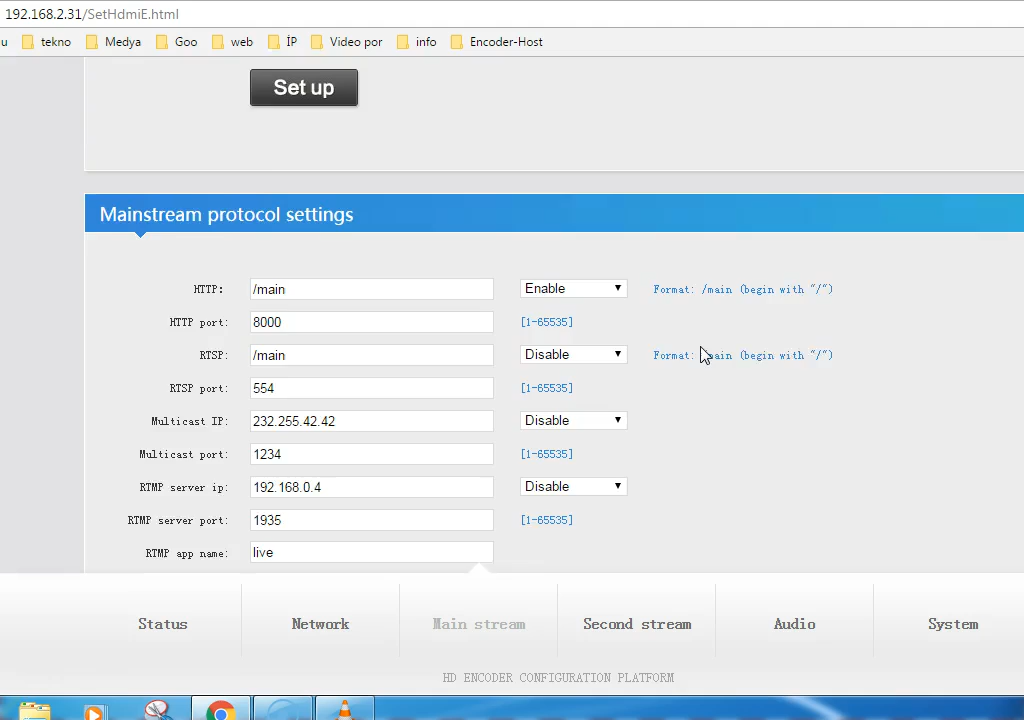 192.168.2.31/SetHdmiE.html
u tekno Medya Goo web İP Video por info Encoder-Host
Set up
Mainstream protocol settings
HTTP: /main Enable Format: /main (begin with "/")
HTTP port: 8000 [1-65535]
RTSP: /main Disable Format: /main (begin with "/")
RTSP port: 554 [1-65535]
Multicast IP: 232.255.42.42 Disable
Multicast port: 1234 [1-65535]
RTMP server ip: 192.168.0.4 Disable
RTMP server port: 1935 [1-65535]
RTMP app name: live
Status Network Main stream Second stream Audio System
HD ENCODER CONFIGURATION PLATFORM